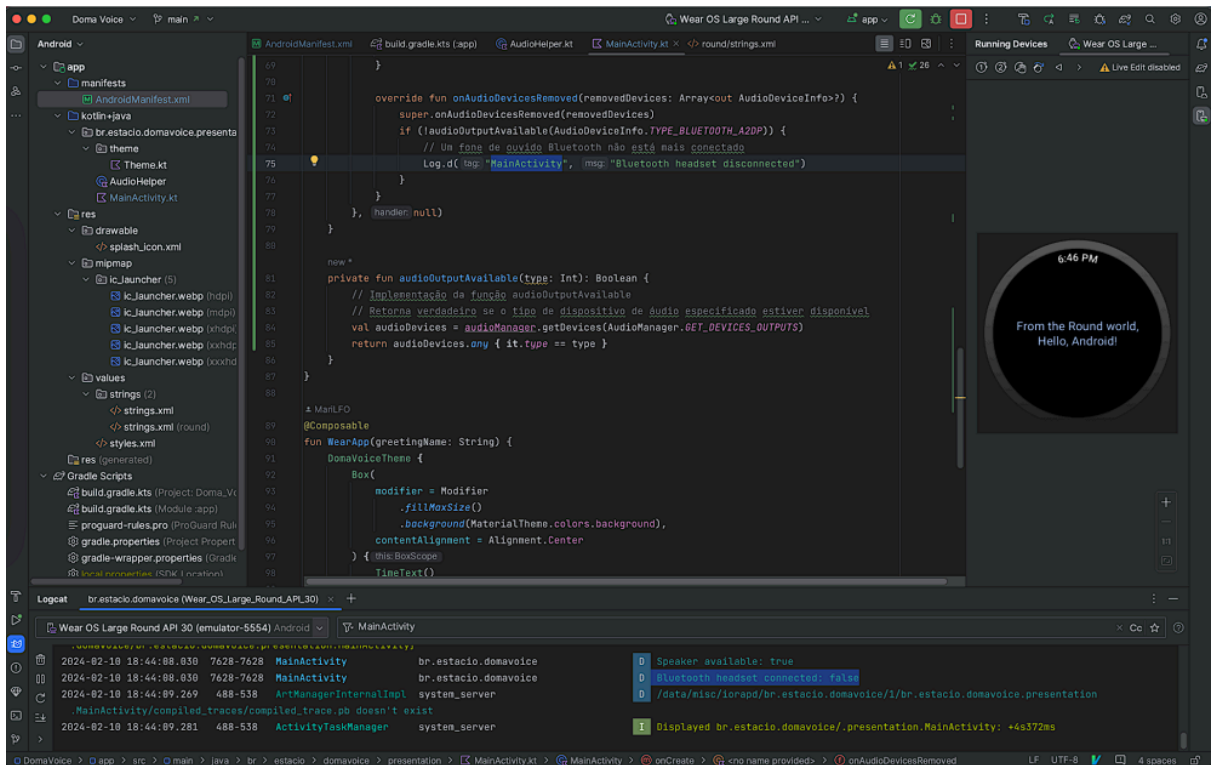 Doma Voice
main
Wear OS Large Round API ...
app
Android
AndroidManifest.xml
build.gradle.kts (:app)
AudioHelper.kt
MainActivity.kt
round/strings.xml
Running Devices
Wear OS Large ...
app
manifests
AndroidManifest.xml
kotlin+java
br.estacio.domavoice.presenta
theme
Theme.kt
AudioHelper
MainActivity.kt
res
drawable
splash_icon.xml
mipmap
ic_launcher (5)
ic_launcher.webp (hdpi)
ic_launcher.webp (mdpi)
ic_launcher.webp (xhdpi
ic_launcher.webp (xxhdp
ic_launcher.webp (xxxhd
values
strings (2)
strings.xml
strings.xml (round)
styles.xml
res (generated)
Gradle Scripts
build.gradle.kts (Project: Doma_Vo
build.gradle.kts (Module :app)
proguard-rules.pro (ProGuard Rule
gradle.properties (Project Propert
gradle-wrapper.properties (Gradle
local.properties (SDK Location)
1 26
69 }
70
71 override fun onAudioDevicesRemoved(removedDevices: Array<out AudioDeviceInfo>?) {
72 super.onAudioDevicesRemoved(removedDevices)
73 if (!audioOutputAvailable(AudioDeviceInfo.TYPE_BLUETOOTH_A2DP)) {
74 // Um fone de ouvido Bluetooth não está mais conectado
75 Log.d( tag: "MainActivity", msg: "Bluetooth headset disconnected")
76 }
77 }
78 }, handler: null)
79 }
80
new *
81 private fun audioOutputAvailable(type: Int): Boolean {
82 // Implementação da função audioOutputAvailable
83 // Retorna verdadeiro se o tipo de dispositivo de áudio especificado estiver disponível
84 val audioDevices = audioManager.getDevices(AudioManager.GET_DEVICES_OUTPUTS)
85 return audioDevices.any { it.type == type }
86 }
87 }
88
MariLFO
89 @Composable
90 fun WearApp(greetingName: String) {
91 DomaVoiceTheme {
92 Box(
93 modifier = Modifier
94 .fillMaxSize()
95 .background(MaterialTheme.colors.background),
96 contentAlignment = Alignment.Center
97 ) { this: BoxScope
98 TimeText()
Live Edit disabled
6:46 PM
From the Round world,
Hello, Android!
1:1
Logcat
br.estacio.domavoice (Wear_OS_Large_Round_API_30)
Wear OS Large Round API 30 (emulator-5554) Android
MainActivity
Cc
.domavoice/br.estacio.domavoice.presentation.MainActivity}
2024-02-10 18:44:08.030 7628-7628 MainActivity br.estacio.domavoice D Speaker available: true
2024-02-10 18:44:08.030 7628-7628 MainActivity br.estacio.domavoice D Bluetooth headset connected: false
2024-02-10 18:44:09.269 488-538 ArtManagerInternalImpl system_server D /data/misc/iorapd/br.estacio.domavoice/1/br.estacio.domavoice.presentation
.MainActivity/compiled_traces/compiled_trace.pb doesn't exist
2024-02-10 18:44:09.281 488-538 ActivityTaskManager system_server I Displayed br.estacio.domavoice/.presentation.MainActivity: +4s372ms
DomaVoice > app > src > main > java > br > estacio > domavoice > presentation > MainActivity.kt > MainActivity > onCreate > <no name provided> > onAudioDevicesRemoved
LF UTF-8 4 spaces